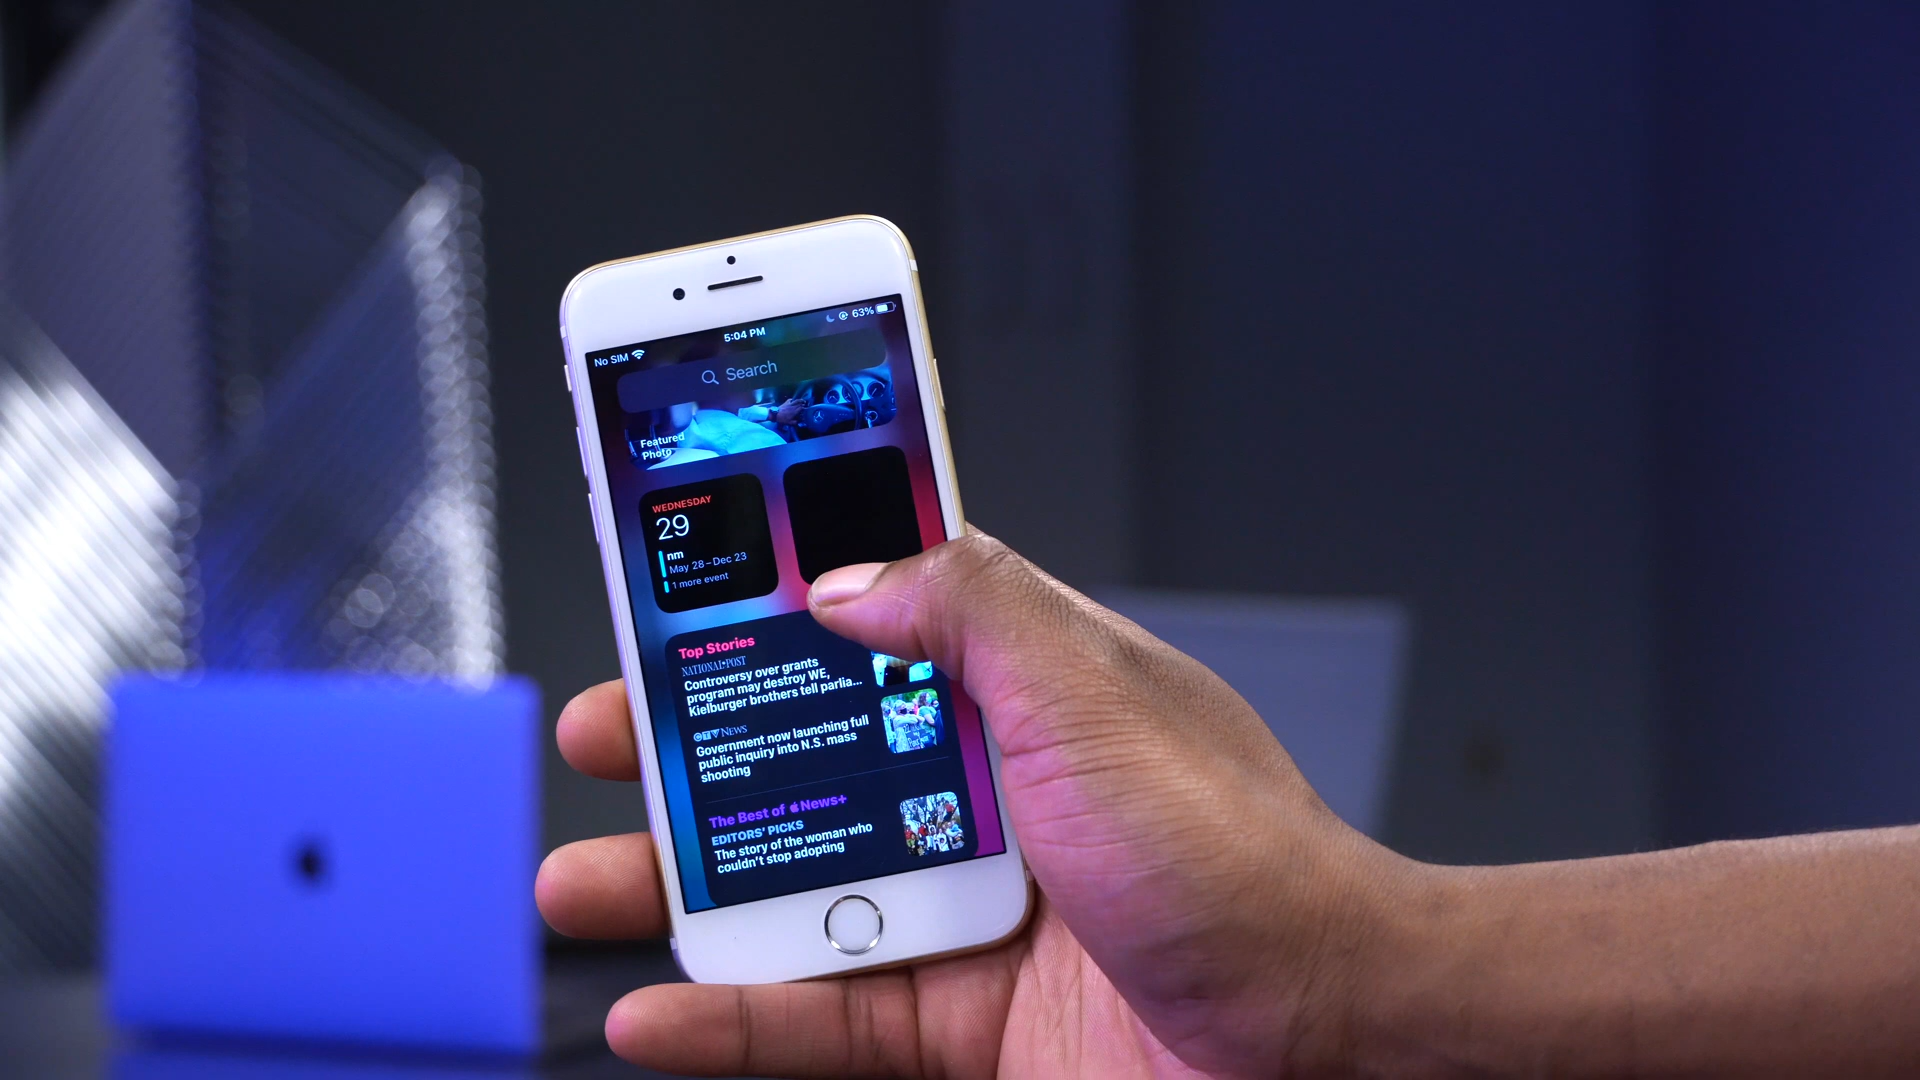 No SIM
5:04 PM
63%
Search
Featured
Photo
WEDNESDAY
29
nm
May 28 – Dec 23
1 more event
Top Stories
NATIONAL POST
Controversy over grants
program may destroy WE,
Kielburger brothers tell parlia...
CTV NEWS
Government now launching full
public inquiry into N.S. mass
shooting
The Best of News+
EDITORS' PICKS
The story of the woman who
couldn't stop adopting